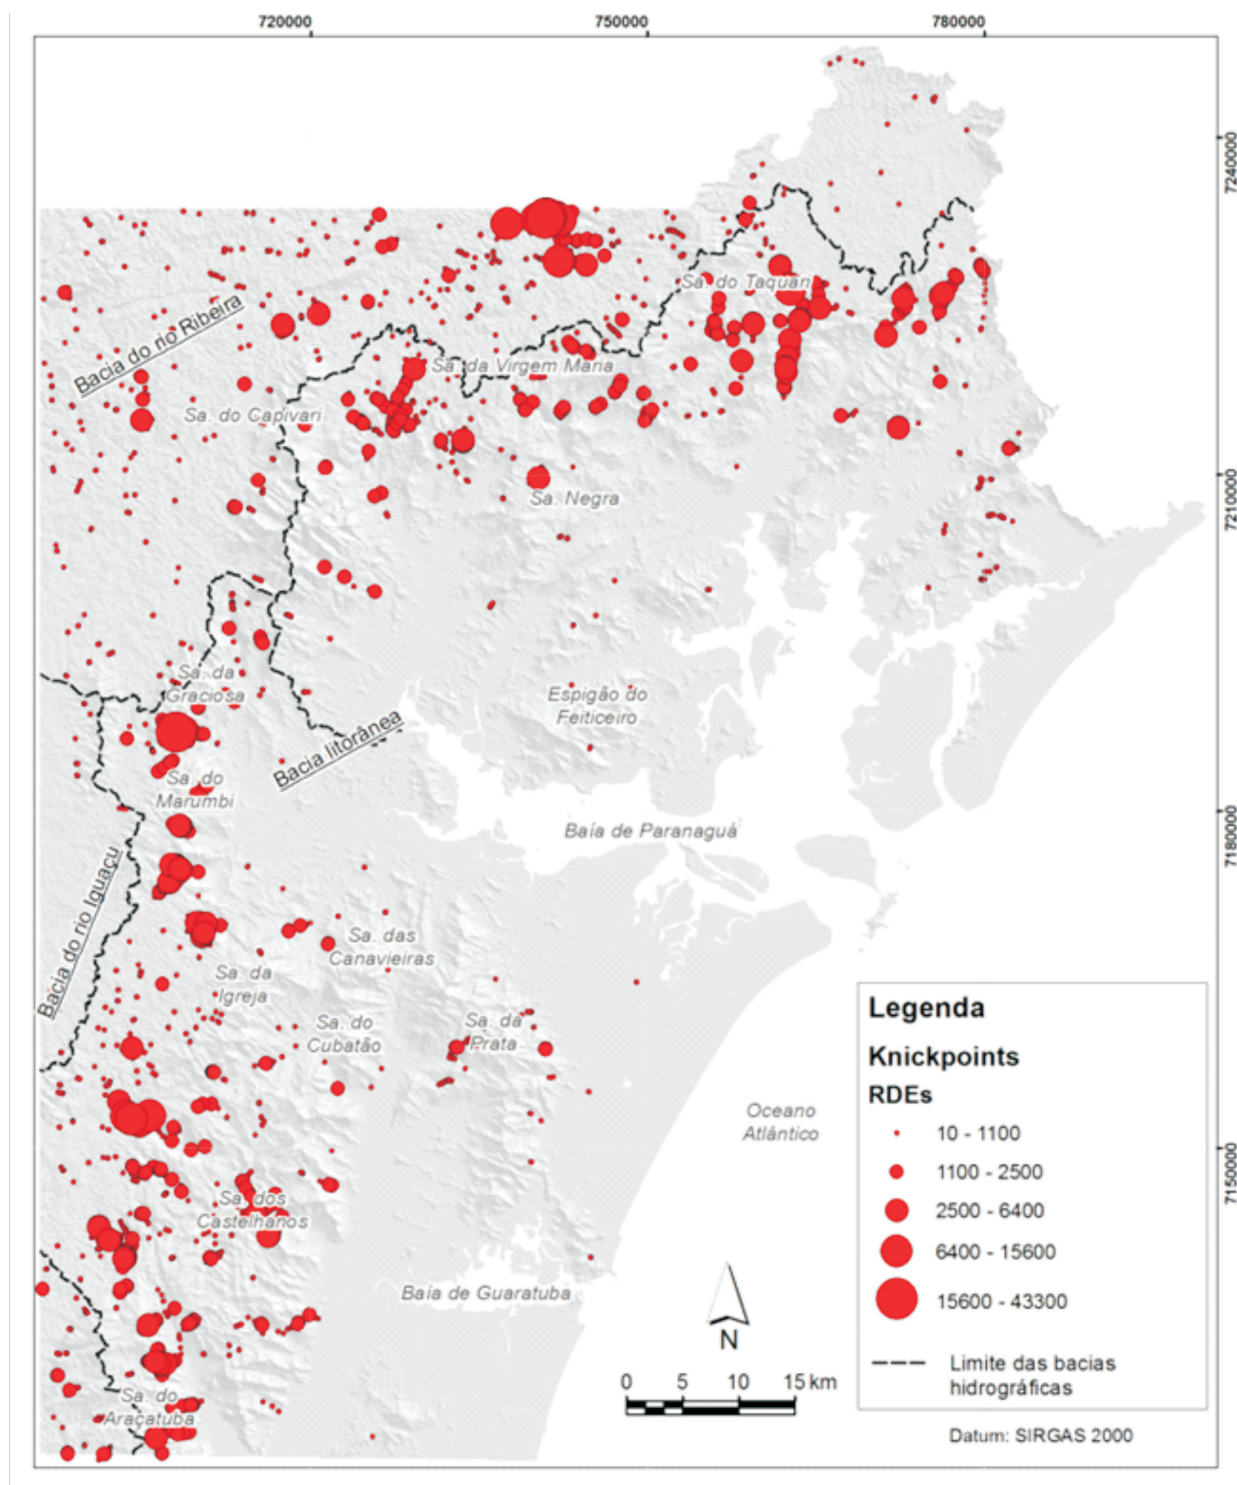 720000
750000
780000
7240000
7210000
7180000
7150000
Bacia do rio Ribeira
Sa. do Taquari
Sa. da Virgem Maria
Sa. do Capivari
Sa. Negra
Sa. da
Graciosa
Espigão do
Feiticeiro
Bacia litorânea
Sa. do
Marumbi
Baía de Paranaguá
Bacia do rio Iguaçu
Sa. das
Canavieiras
Sa. da
Igreja
Sa. do
Cubatão
Sa. da
Prata
Oceano
Atlântico
Sa. dos
Castelhanos
Baía de Guaratuba
Sa. do
Araçatuba
N
0 5 10 15 km
Legenda
Knickpoints
RDEs
10 - 1100
1100 - 2500
2500 - 6400
6400 - 15600
15600 - 43300
Limite das bacias
hidrográficas
Datum: SIRGAS 2000